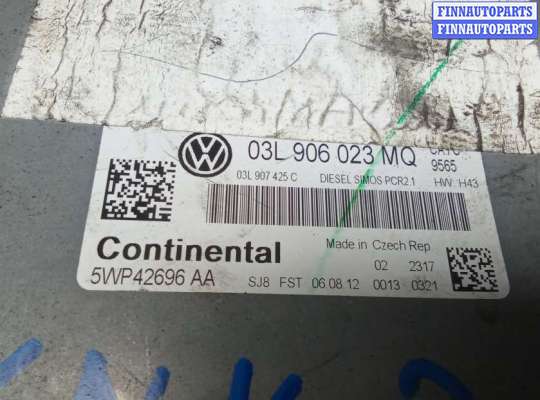 FINNAUTOPARTS
FINNAUTOPARTS
03L 906 023 MQ
9565
03L 907 425 C DIESEL SIMOS PCR2.1 HW: H43
Continental
Made in Czech Rep
02 2317
5WP42696 AA SJ8 FST 06.08.12 0013 0321